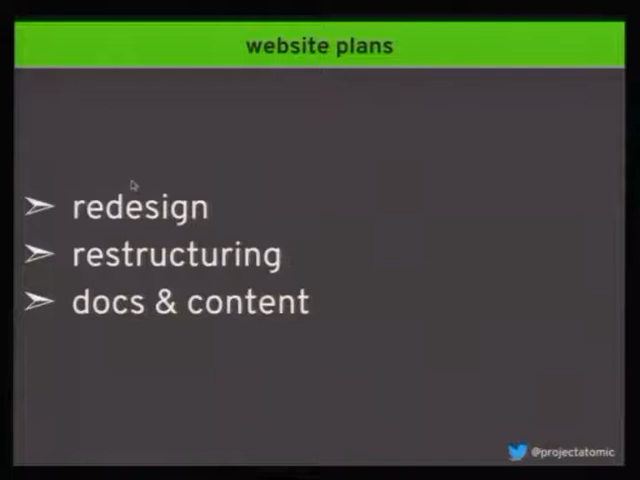 website plans
redesign
restructuring
docs & content
@projectatomic